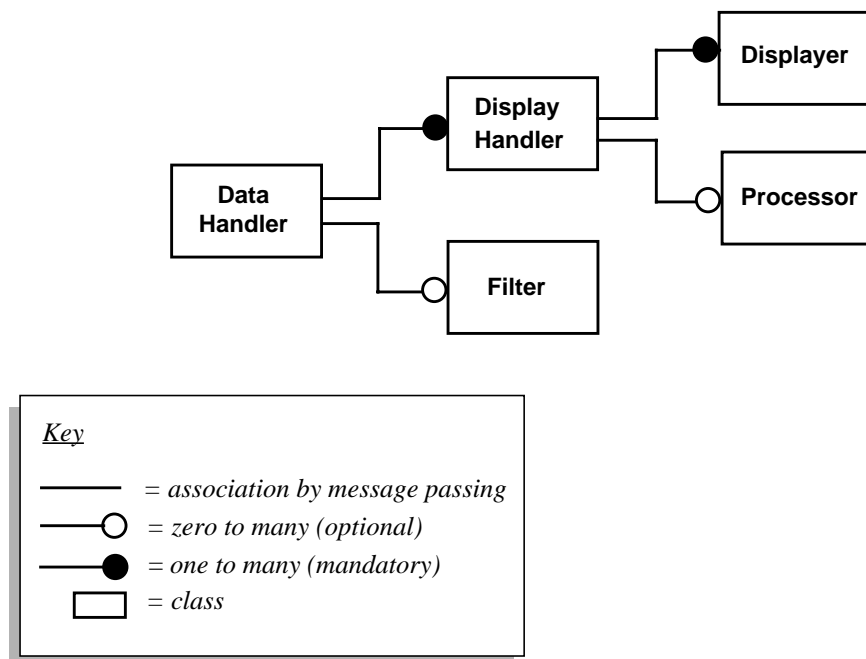 Displayer
Display
Handler
Data
Handler
Processor
Filter
Key
= association by message passing
= zero to many (optional)
= one to many (mandatory)
= class